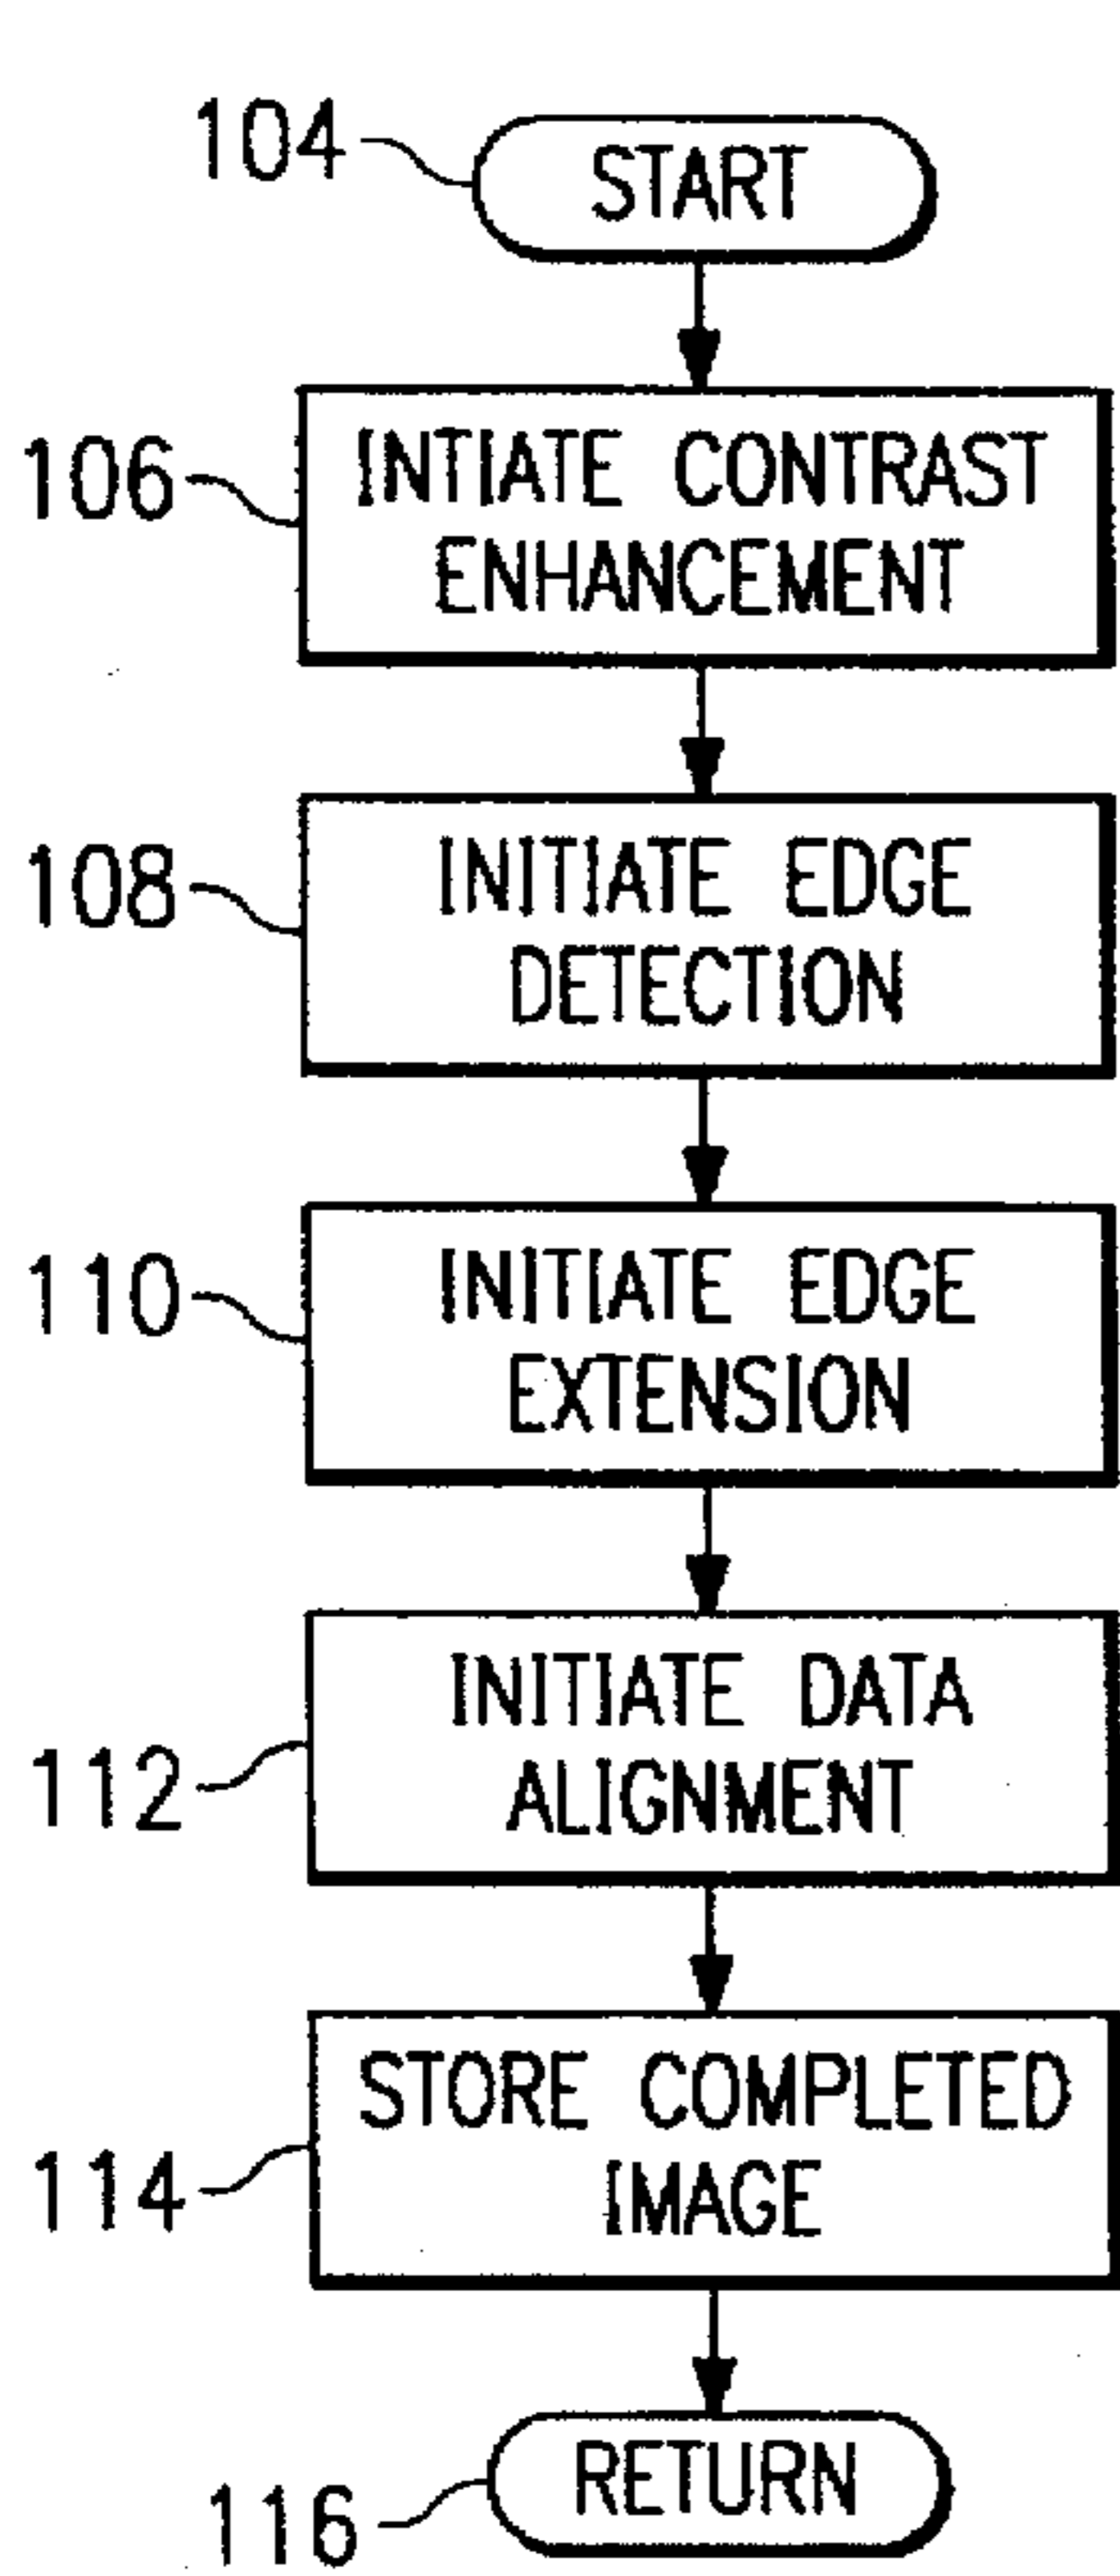 104
START
106
INTIATE CONTRAST
ENHANCEMENT
108
INITIATE EDGE
DETECTION
110
INITIATE EDGE
EXTENSION
INITIATE DATA
112
ALIGNMENT
STORE COMPLETED
114
IMAGE
RETURN
116